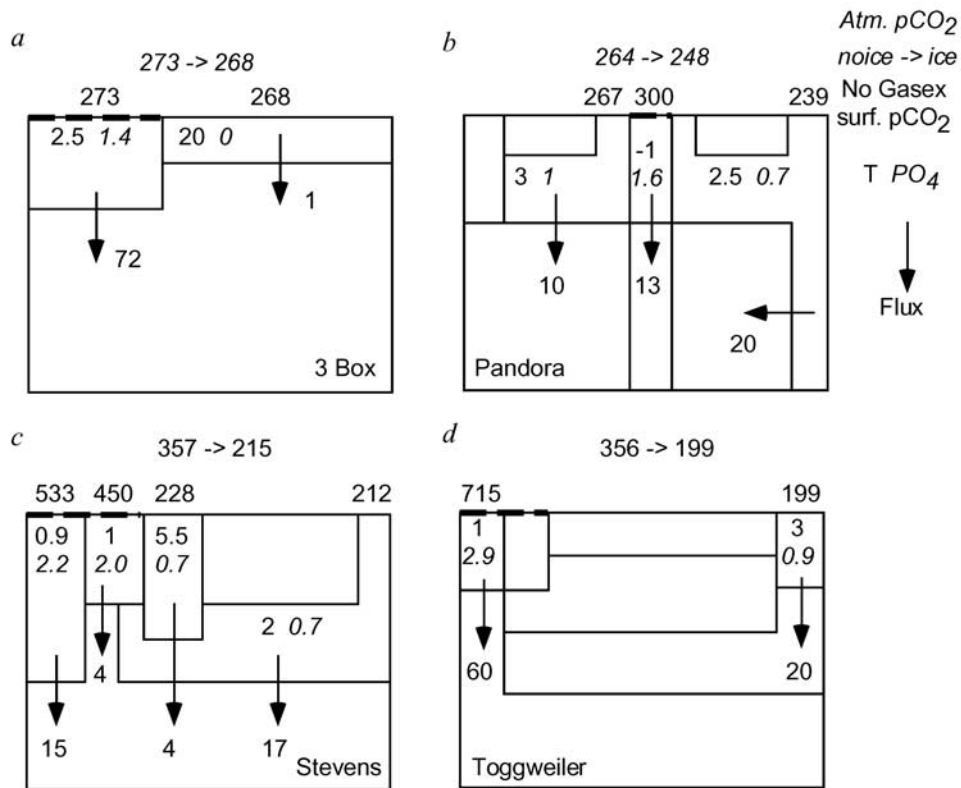 a
273 -> 268
273 268
2.5 1.4 20 0
1
72
3 Box
b
264 -> 248
267 300 239
-1
3 1 1.6 2.5 0.7
10 13
20
Pandora
Atm. pCO2
noice -> ice
No Gasex
surf. pCO2
T PO4
Flux
c
357 -> 215
533 450 228 212
0.9 1 5.5
2.2 2.0 0.7
2 0.7
4
15 4 17
Stevens
d
356 -> 199
715 199
1 3
2.9 0.9
60 20
Toggweiler